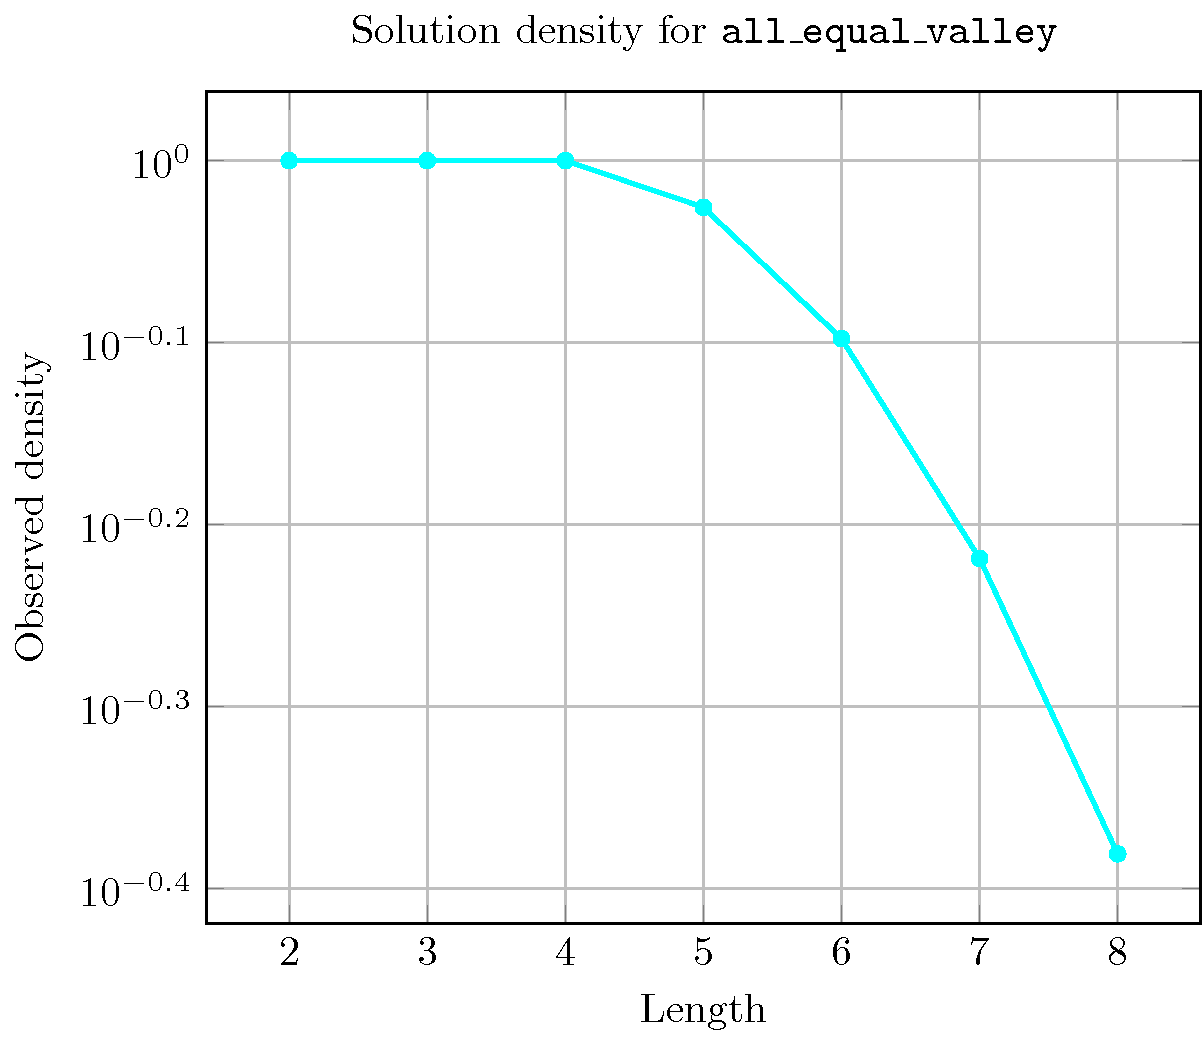 Solution density for all_equal_valley
10^0
10^−0.1
10^−0.2
10^−0.3
10^−0.4
Observed density
2 3 4 5 6 7 8
Length